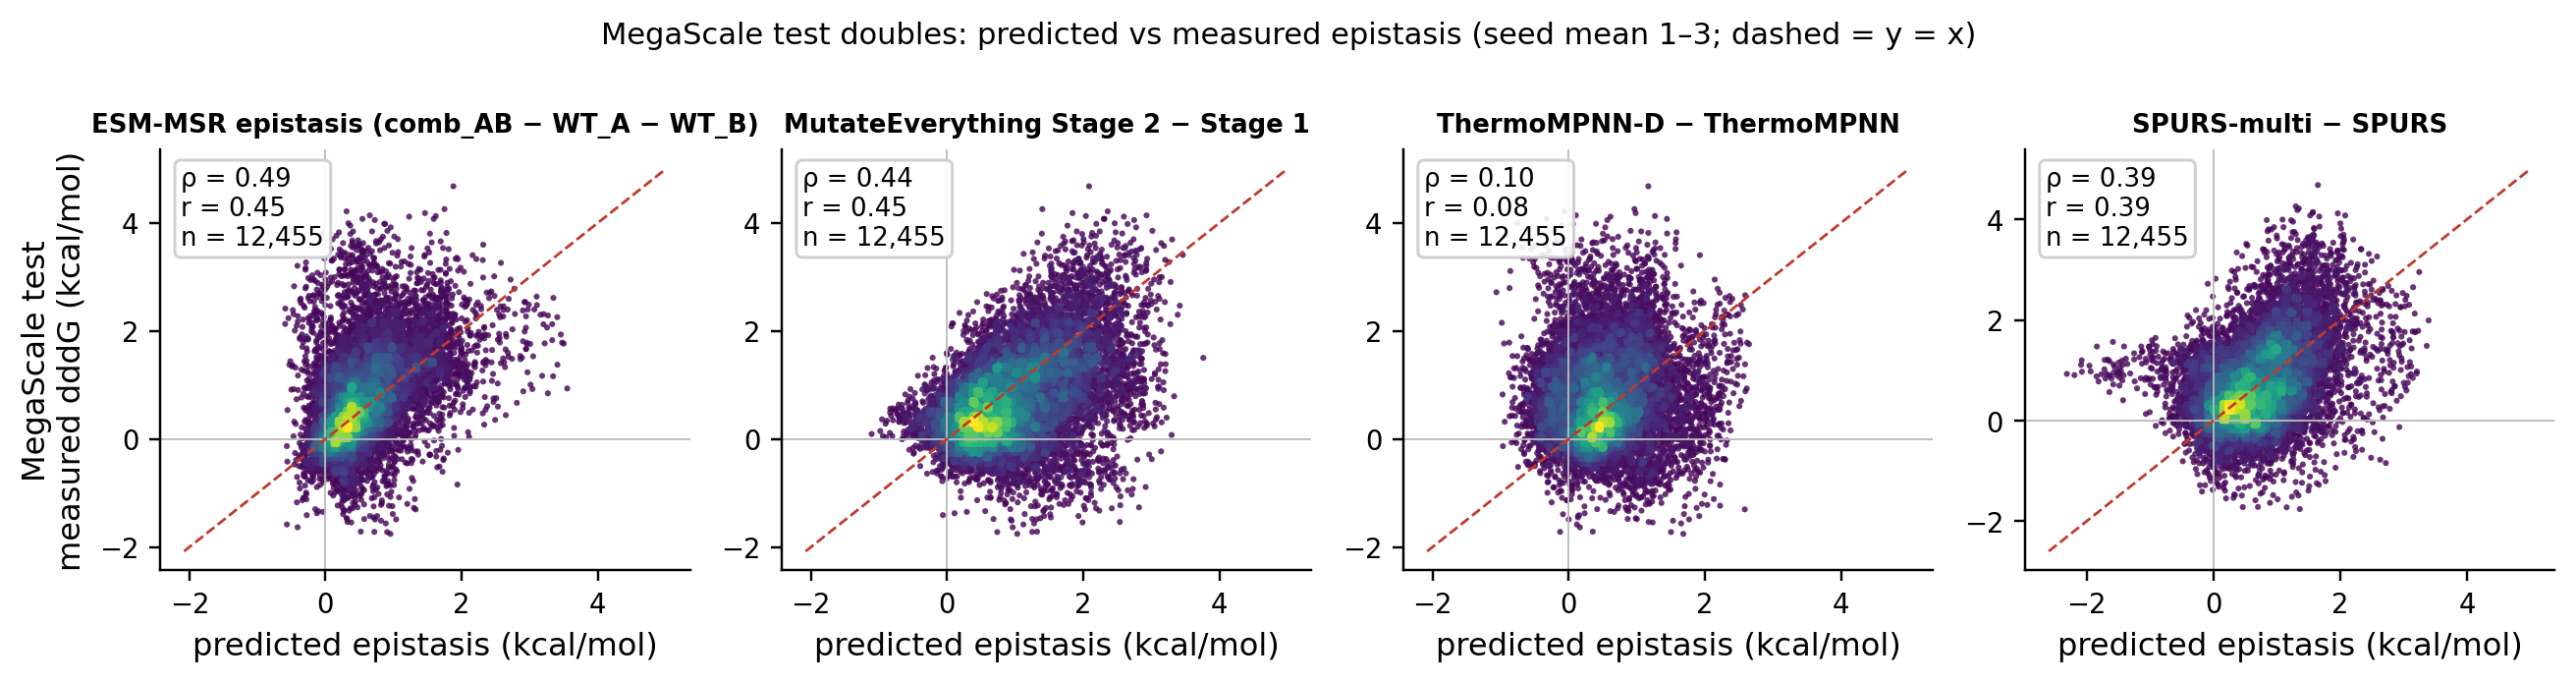 MegaScale test doubles: predicted vs measured epistasis (seed mean 1–3; dashed = y = x)
ESM-MSR epistasis (comb_AB − WT_A − WT_B)
MutateEverything Stage 2 − Stage 1
ThermoMPNN-D − ThermoMPNN
SPURS-multi − SPURS
MegaScale test
measured dddG (kcal/mol)
ρ = 0.49
r = 0.45
n = 12,455
4
2
0
−2
−2 0 2 4
predicted epistasis (kcal/mol)
ρ = 0.44
r = 0.45
n = 12,455
4
2
0
−2
−2 0 2 4
predicted epistasis (kcal/mol)
ρ = 0.10
r = 0.08
n = 12,455
4
2
0
−2
−2 0 2 4
predicted epistasis (kcal/mol)
ρ = 0.39
r = 0.39
n = 12,455
4
2
0
−2
−2 0 2 4
predicted epistasis (kcal/mol)